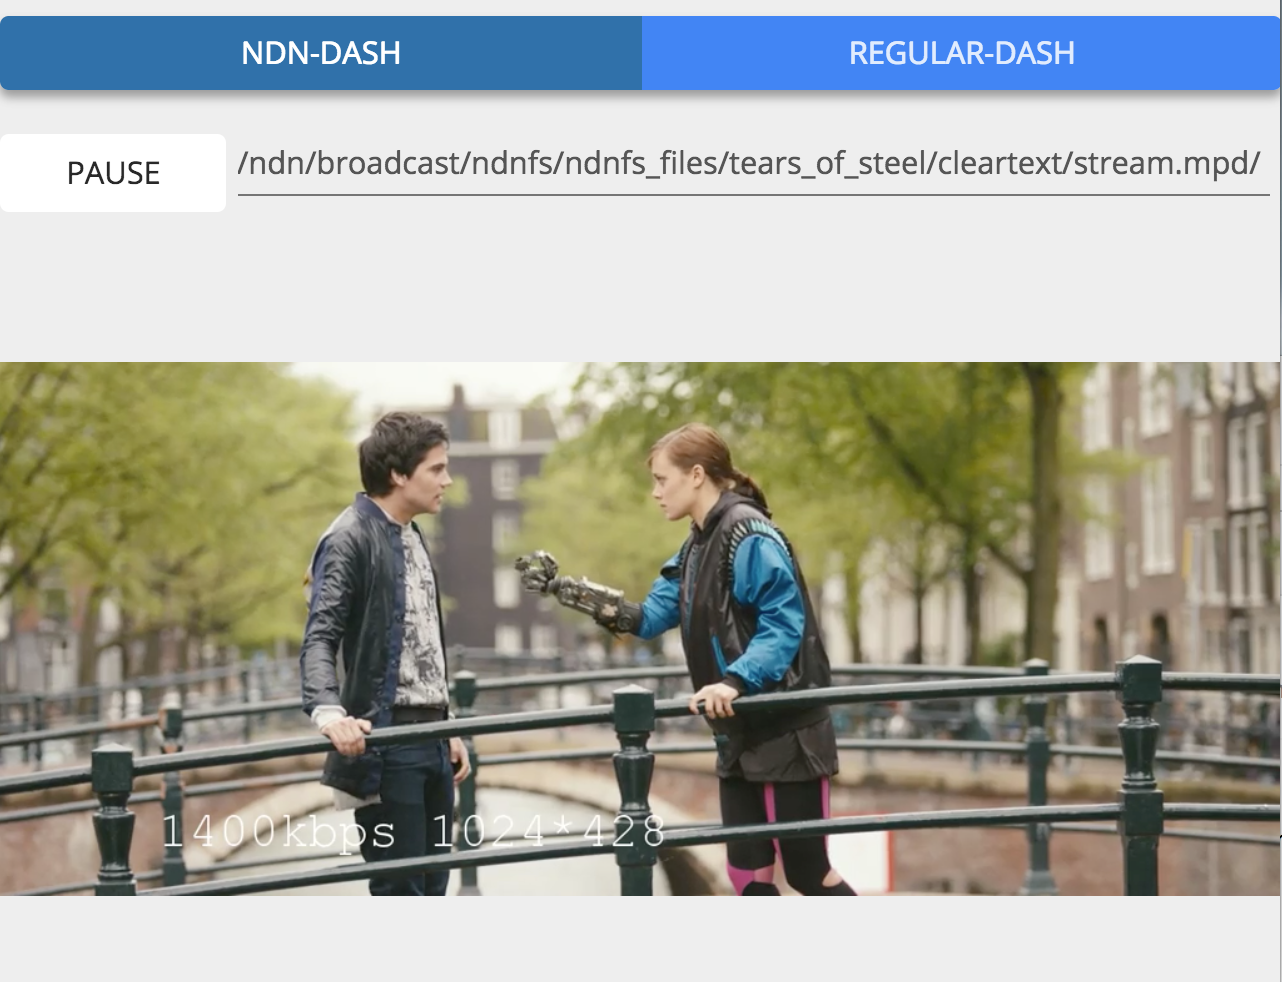 NDN-DASH REGULAR-DASH
PAUSE /ndn/broadcast/ndnfs/ndnfs_files/tears_of_steel/cleartext/stream.mpd/
1400kbps 1024*428